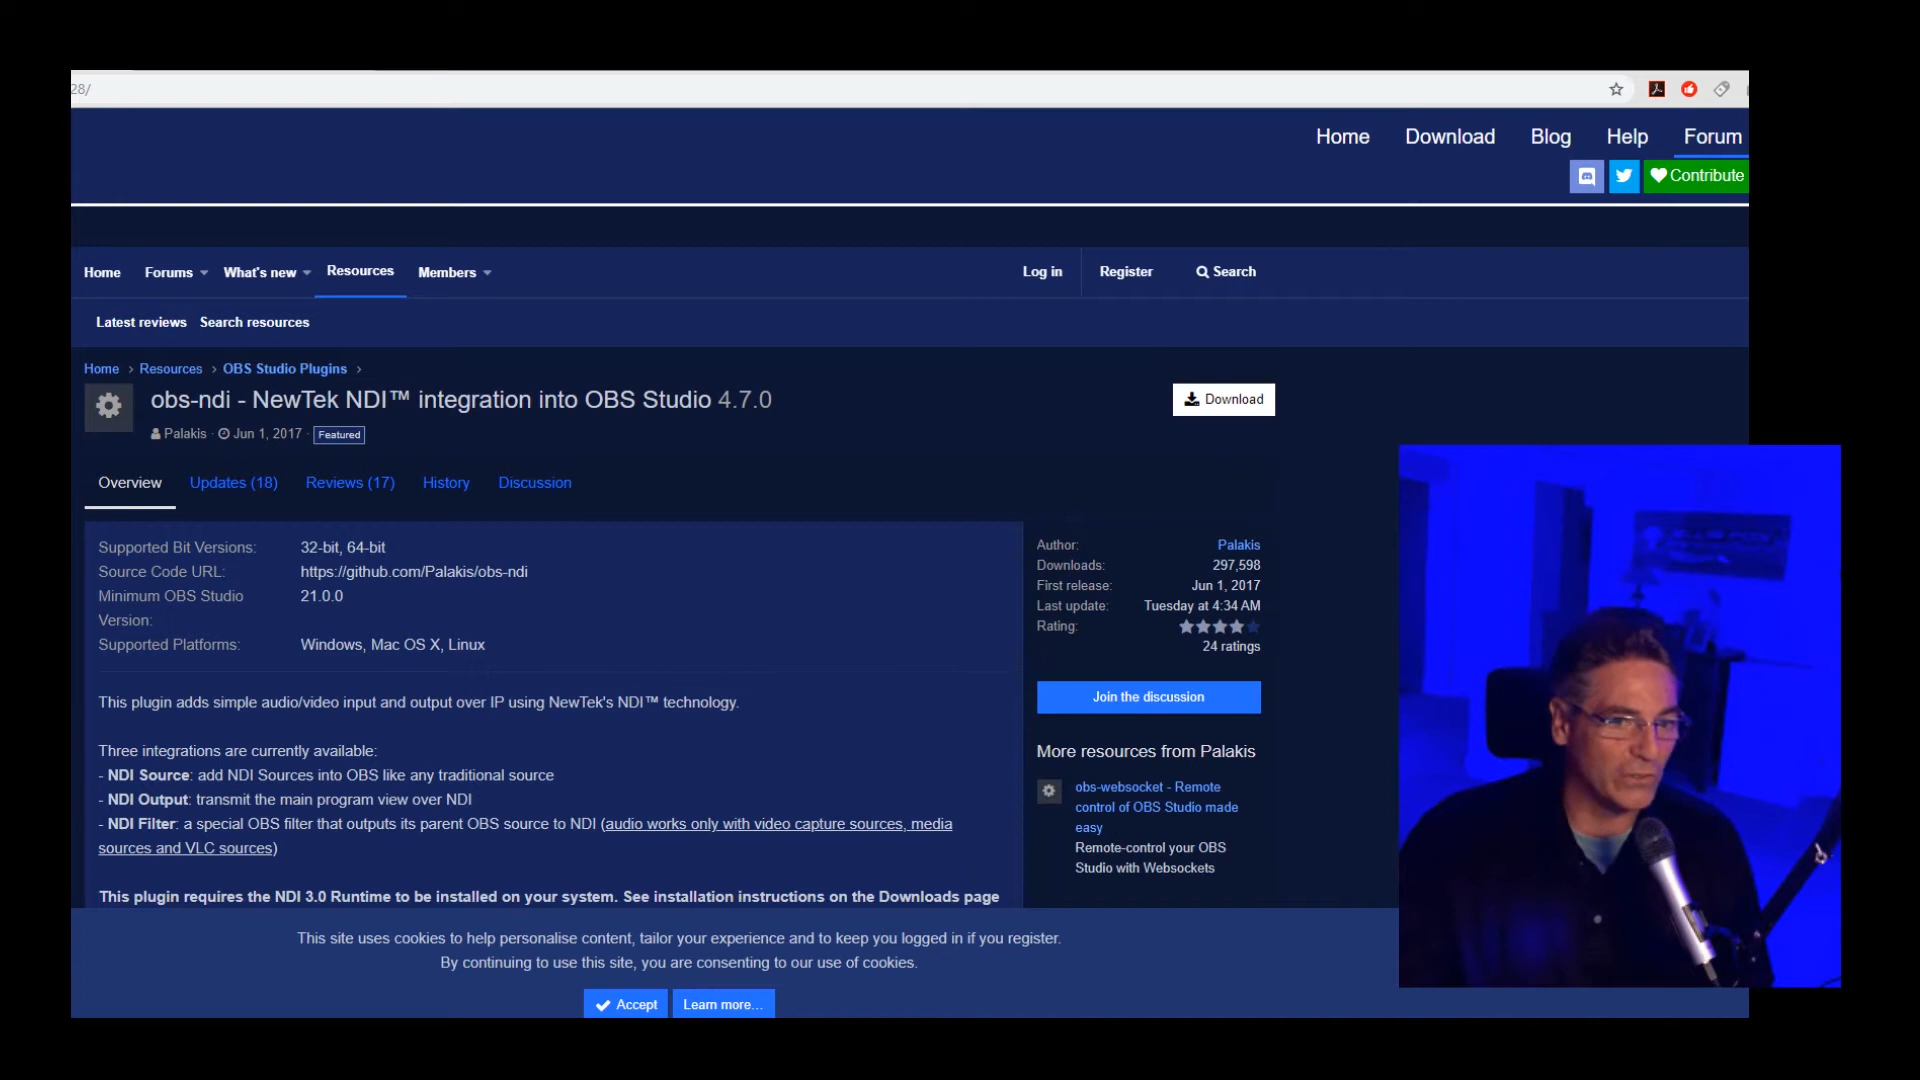 28/
Home Download Blog Help Forum
Contribute
Home Forums What's new Resources Members Log in Register Search
Latest reviews Search resources
Home › Resources › OBS Studio Plugins ›
obs-ndi - NewTek NDI™ integration into OBS Studio 4.7.0
Download
Palakis · Jun 1, 2017 · Featured
Overview Updates (18) Reviews (17) History Discussion
Supported Bit Versions: 32-bit, 64-bit
Source Code URL: https://github.com/Palakis/obs-ndi
Minimum OBS Studio 21.0.0
Version:
Supported Platforms: Windows, Mac OS X, Linux
This plugin adds simple audio/video input and output over IP using NewTek's NDI™ technology.
Three integrations are currently available:
- NDI Source: add NDI Sources into OBS like any traditional source
- NDI Output: transmit the main program view over NDI
- NDI Filter: a special OBS filter that outputs its parent OBS source to NDI (audio works only with video capture sources, media
sources and VLC sources)
This plugin requires the NDI 3.0 Runtime to be installed on your system. See installation instructions on the Downloads page
Author: Palakis
Downloads: 297,598
First release: Jun 1, 2017
Last update: Tuesday at 4:34 AM
Rating:
24 ratings
Join the discussion
More resources from Palakis
obs-websocket - Remote
control of OBS Studio made
easy
Remote-control your OBS
Studio with Websockets
This site uses cookies to help personalise content, tailor your experience and to keep you logged in if you register.
By continuing to use this site, you are consenting to our use of cookies.
Accept Learn more…